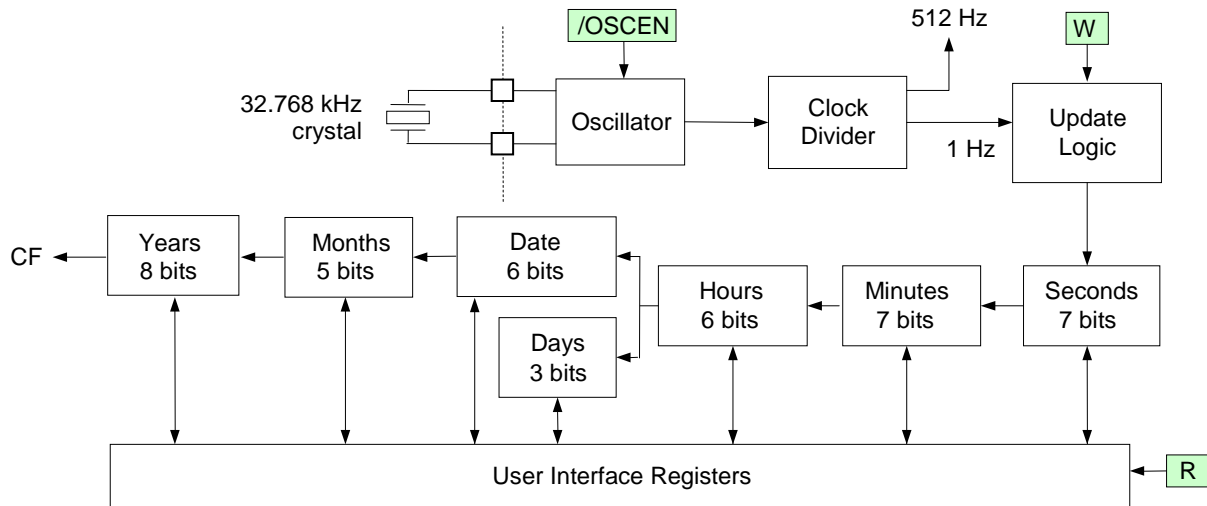 /OSCEN
512 Hz
W
32.768 kHz
crystal
Oscillator
Clock
Divider
1 Hz
Update
Logic
CF
Years
8 bits
Months
5 bits
Date
6 bits
Days
3 bits
Hours
6 bits
Minutes
7 bits
Seconds
7 bits
User Interface Registers
R